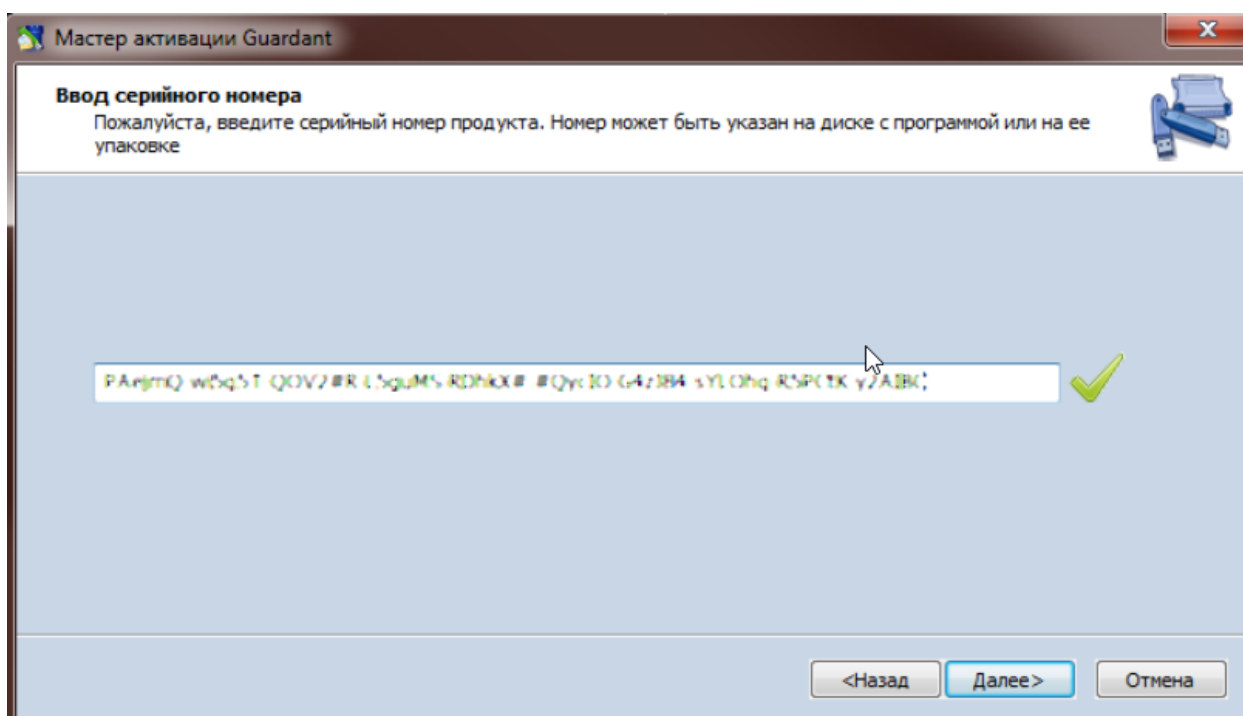 Мастер активации Guardant
Ввод серийного номера
Пожалуйста, введите серийный номер продукта. Номер может быть указан на диске с программой или на ее
упаковке
<Назад
Далее>
Отмена